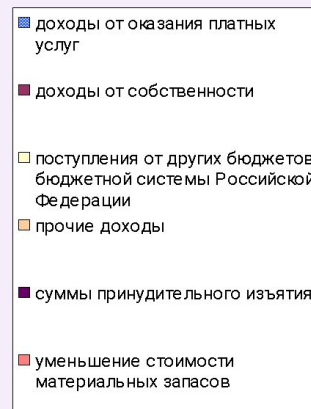 доходы от оказания платных
услуг
доходы от собственности
поступления от других бюджетов
бюджетной системы Российской
Федерации
прочие доходы
суммы принудительного изъятия
уменьшение стоимости
материальных запасов